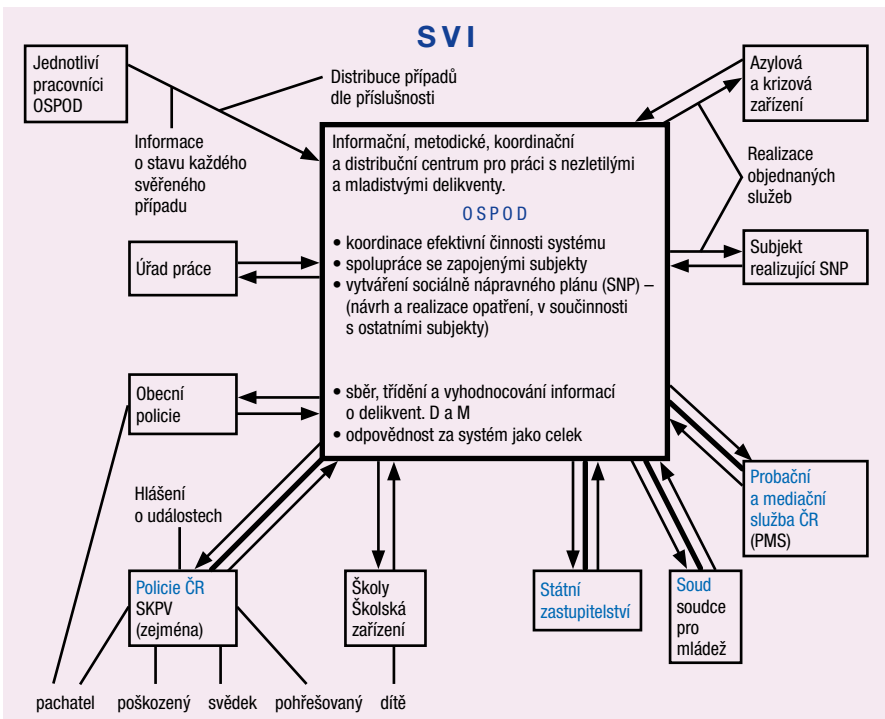 SVI
Jednotliví
pracovníci
OSPOD
Distribuce případů
dle příslušnosti
Azylová
a krizová
zařízení
Informace
o stavu každého
svěřeného
případu
Informační, metodické, koordinační
a distribuční centrum pro práci s nezletilými
a mladistvými delikventy.
OSPOD
• koordinace efektivní činnosti systému
• spolupráce se zapojenými subjekty
• vytváření sociálně nápravného plánu (SNP) –
(návrh a realizace opatření, v součinnosti
s ostatními subjekty)
• sběr, třídění a vyhodnocování informací
o delikvent. D a M
• odpovědnost za systém jako celek
Realizace
objednaných
služeb
Úřad práce
Subjekt
realizující SNP
Obecní
policie
Probační
a mediační
služba ČR
(PMS)
Hlášení
o událostech
Policie ČR
SKPV
(zejména)
Školy
Školská
zařízení
Státní
zastupitelství
Soud
soudce
pro
mládež
pachatel
poškozený
svědek
pohřešovaný
dítě